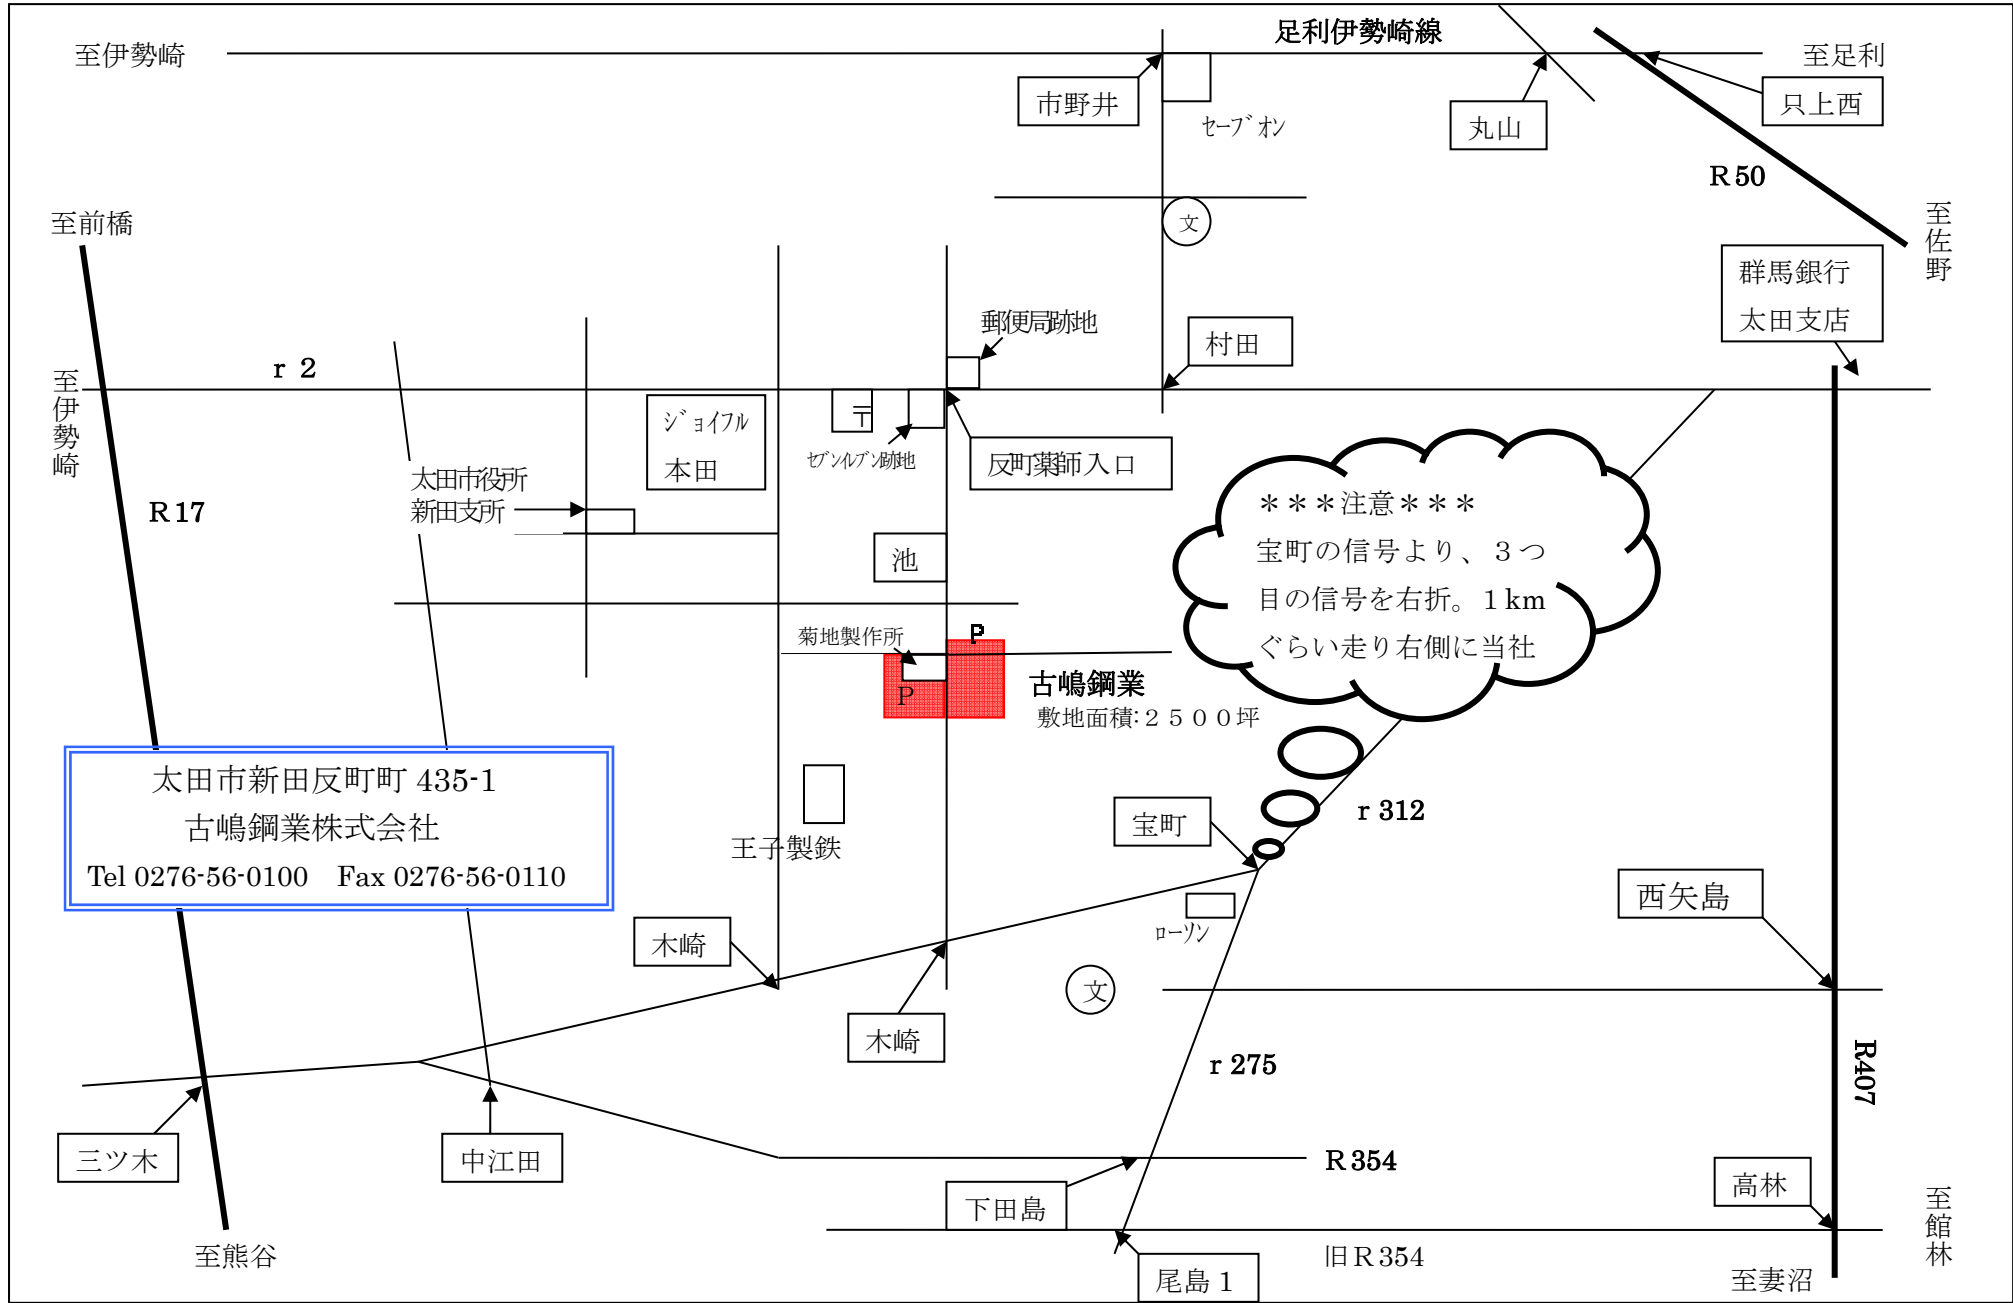 足利伊勢崎線
至伊勢崎
至足利
市野井
セーブオン
丸山
只上西
R50
至佐野
至前橋
文
群馬銀行
太田支店
郵便局跡地
村田
至伊勢崎
r 2
ジョイフル
本田
〒
セブンイレブン跡地
反町薬師入口
太田市役所
新田支所
R17
池
＊＊＊注意＊＊＊
宝町の信号より、３つ
目の信号を右折。１km
ぐらい走り右側に当社
菊地製作所
P
P
古嶋鋼業
敷地面積:２５００坪
太田市新田反町町 435-1
古嶋鋼業株式会社
Tel 0276-56-0100 Fax 0276-56-0110
王子製鉄
宝町
r 312
ローソン
西矢島
木崎
文
木崎
r 275
R407
三ツ木
中江田
R354
下田島
高林
至館林
至熊谷
尾島 1
旧R354
至妻沼